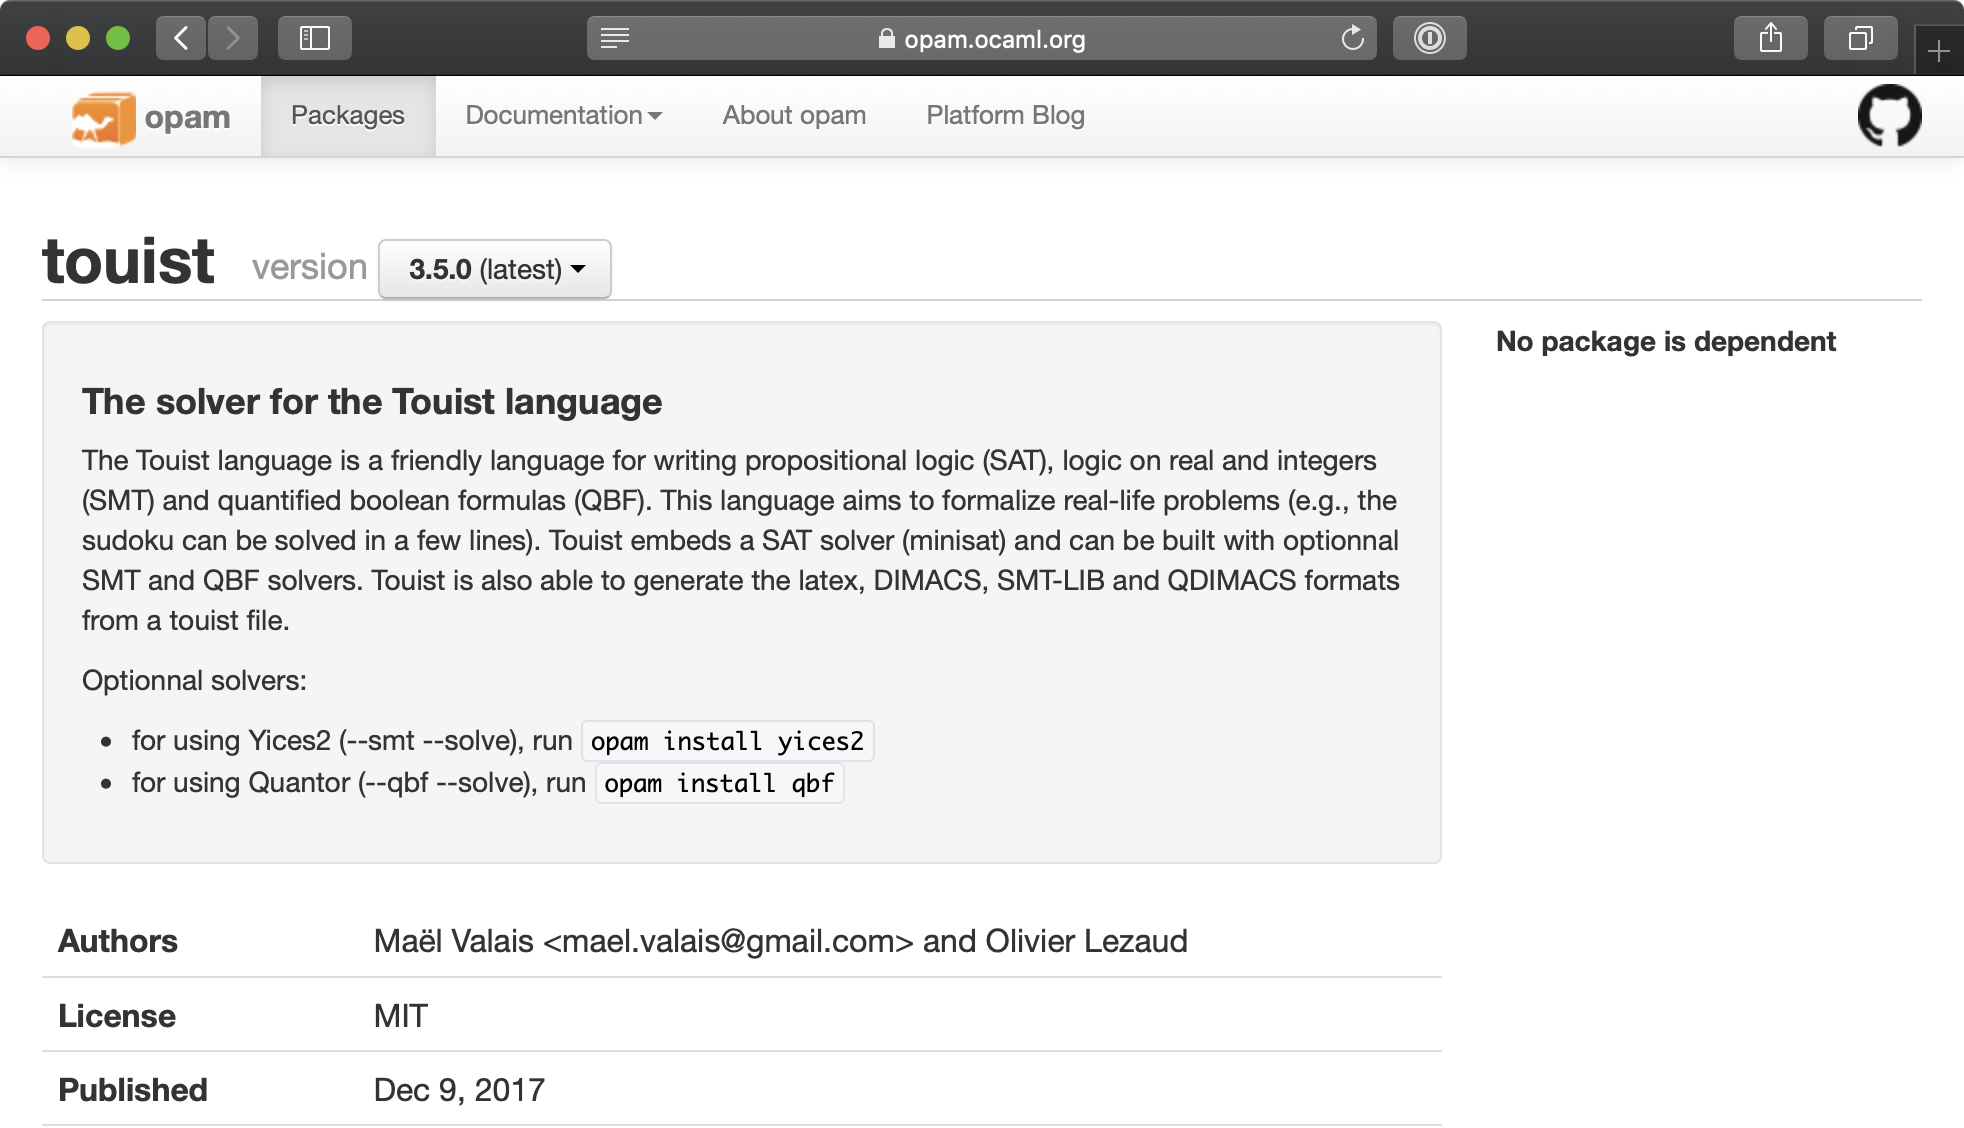 opam.ocaml.org
opam Packages Documentation About opam Platform Blog
touist version 3.5.0 (latest)
The solver for the Touist language
The Touist language is a friendly language for writing propositional logic (SAT), logic on real and integers
(SMT) and quantified boolean formulas (QBF). This language aims to formalize real-life problems (e.g., the
sudoku can be solved in a few lines). Touist embeds a SAT solver (minisat) and can be built with optionnal
SMT and QBF solvers. Touist is also able to generate the latex, DIMACS, SMT-LIB and QDIMACS formats
from a touist file.
Optionnal solvers:
• for using Yices2 (--smt --solve), run opam install yices2
• for using Quantor (--qbf --solve), run opam install qbf
No package is dependent
Authors Maël Valais <mael.valais@gmail.com> and Olivier Lezaud
License MIT
Published Dec 9, 2017